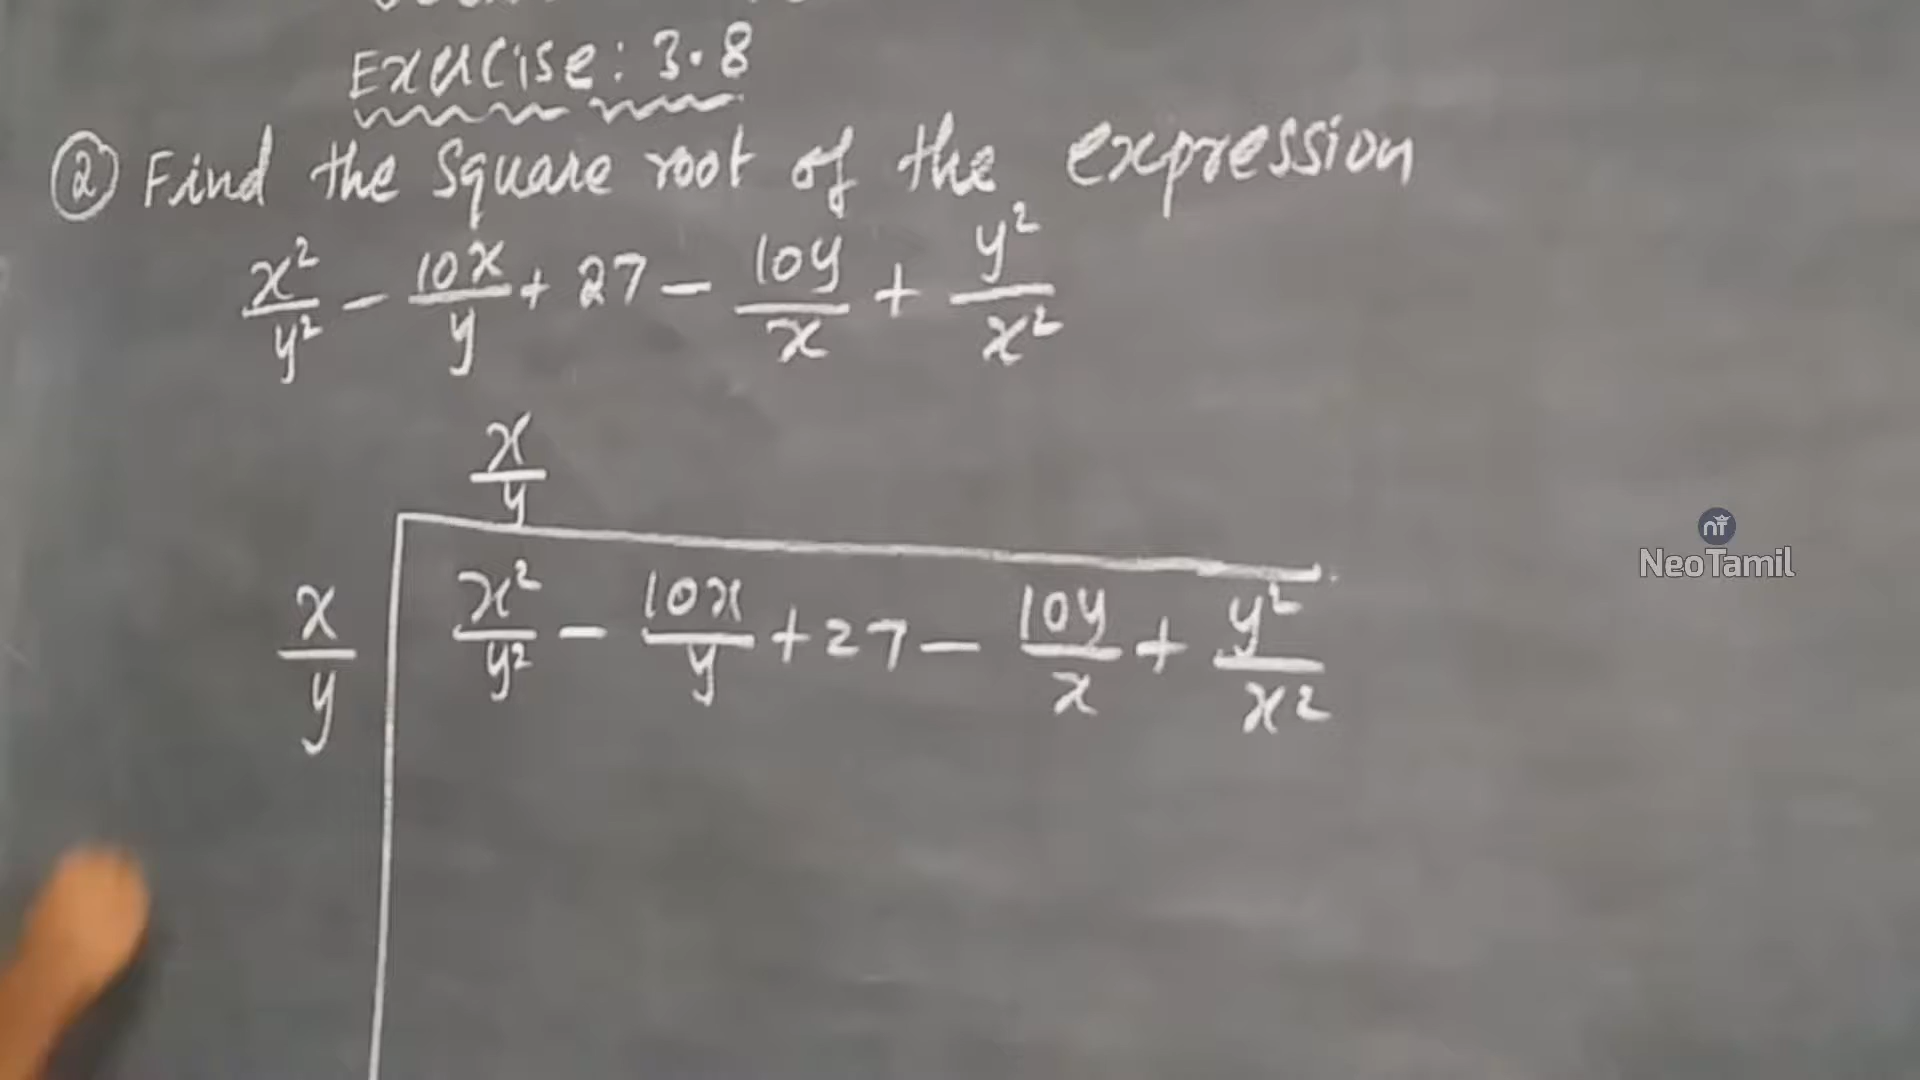 Exercise: 3.8
② Find the square root of the expression
x²/y² - 10x/y + 27 - 10y/x + y²/x²
x/y
x/y | x²/y² - 10x/y + 27 - 10y/x + y²/x²
NT
NeoTamil